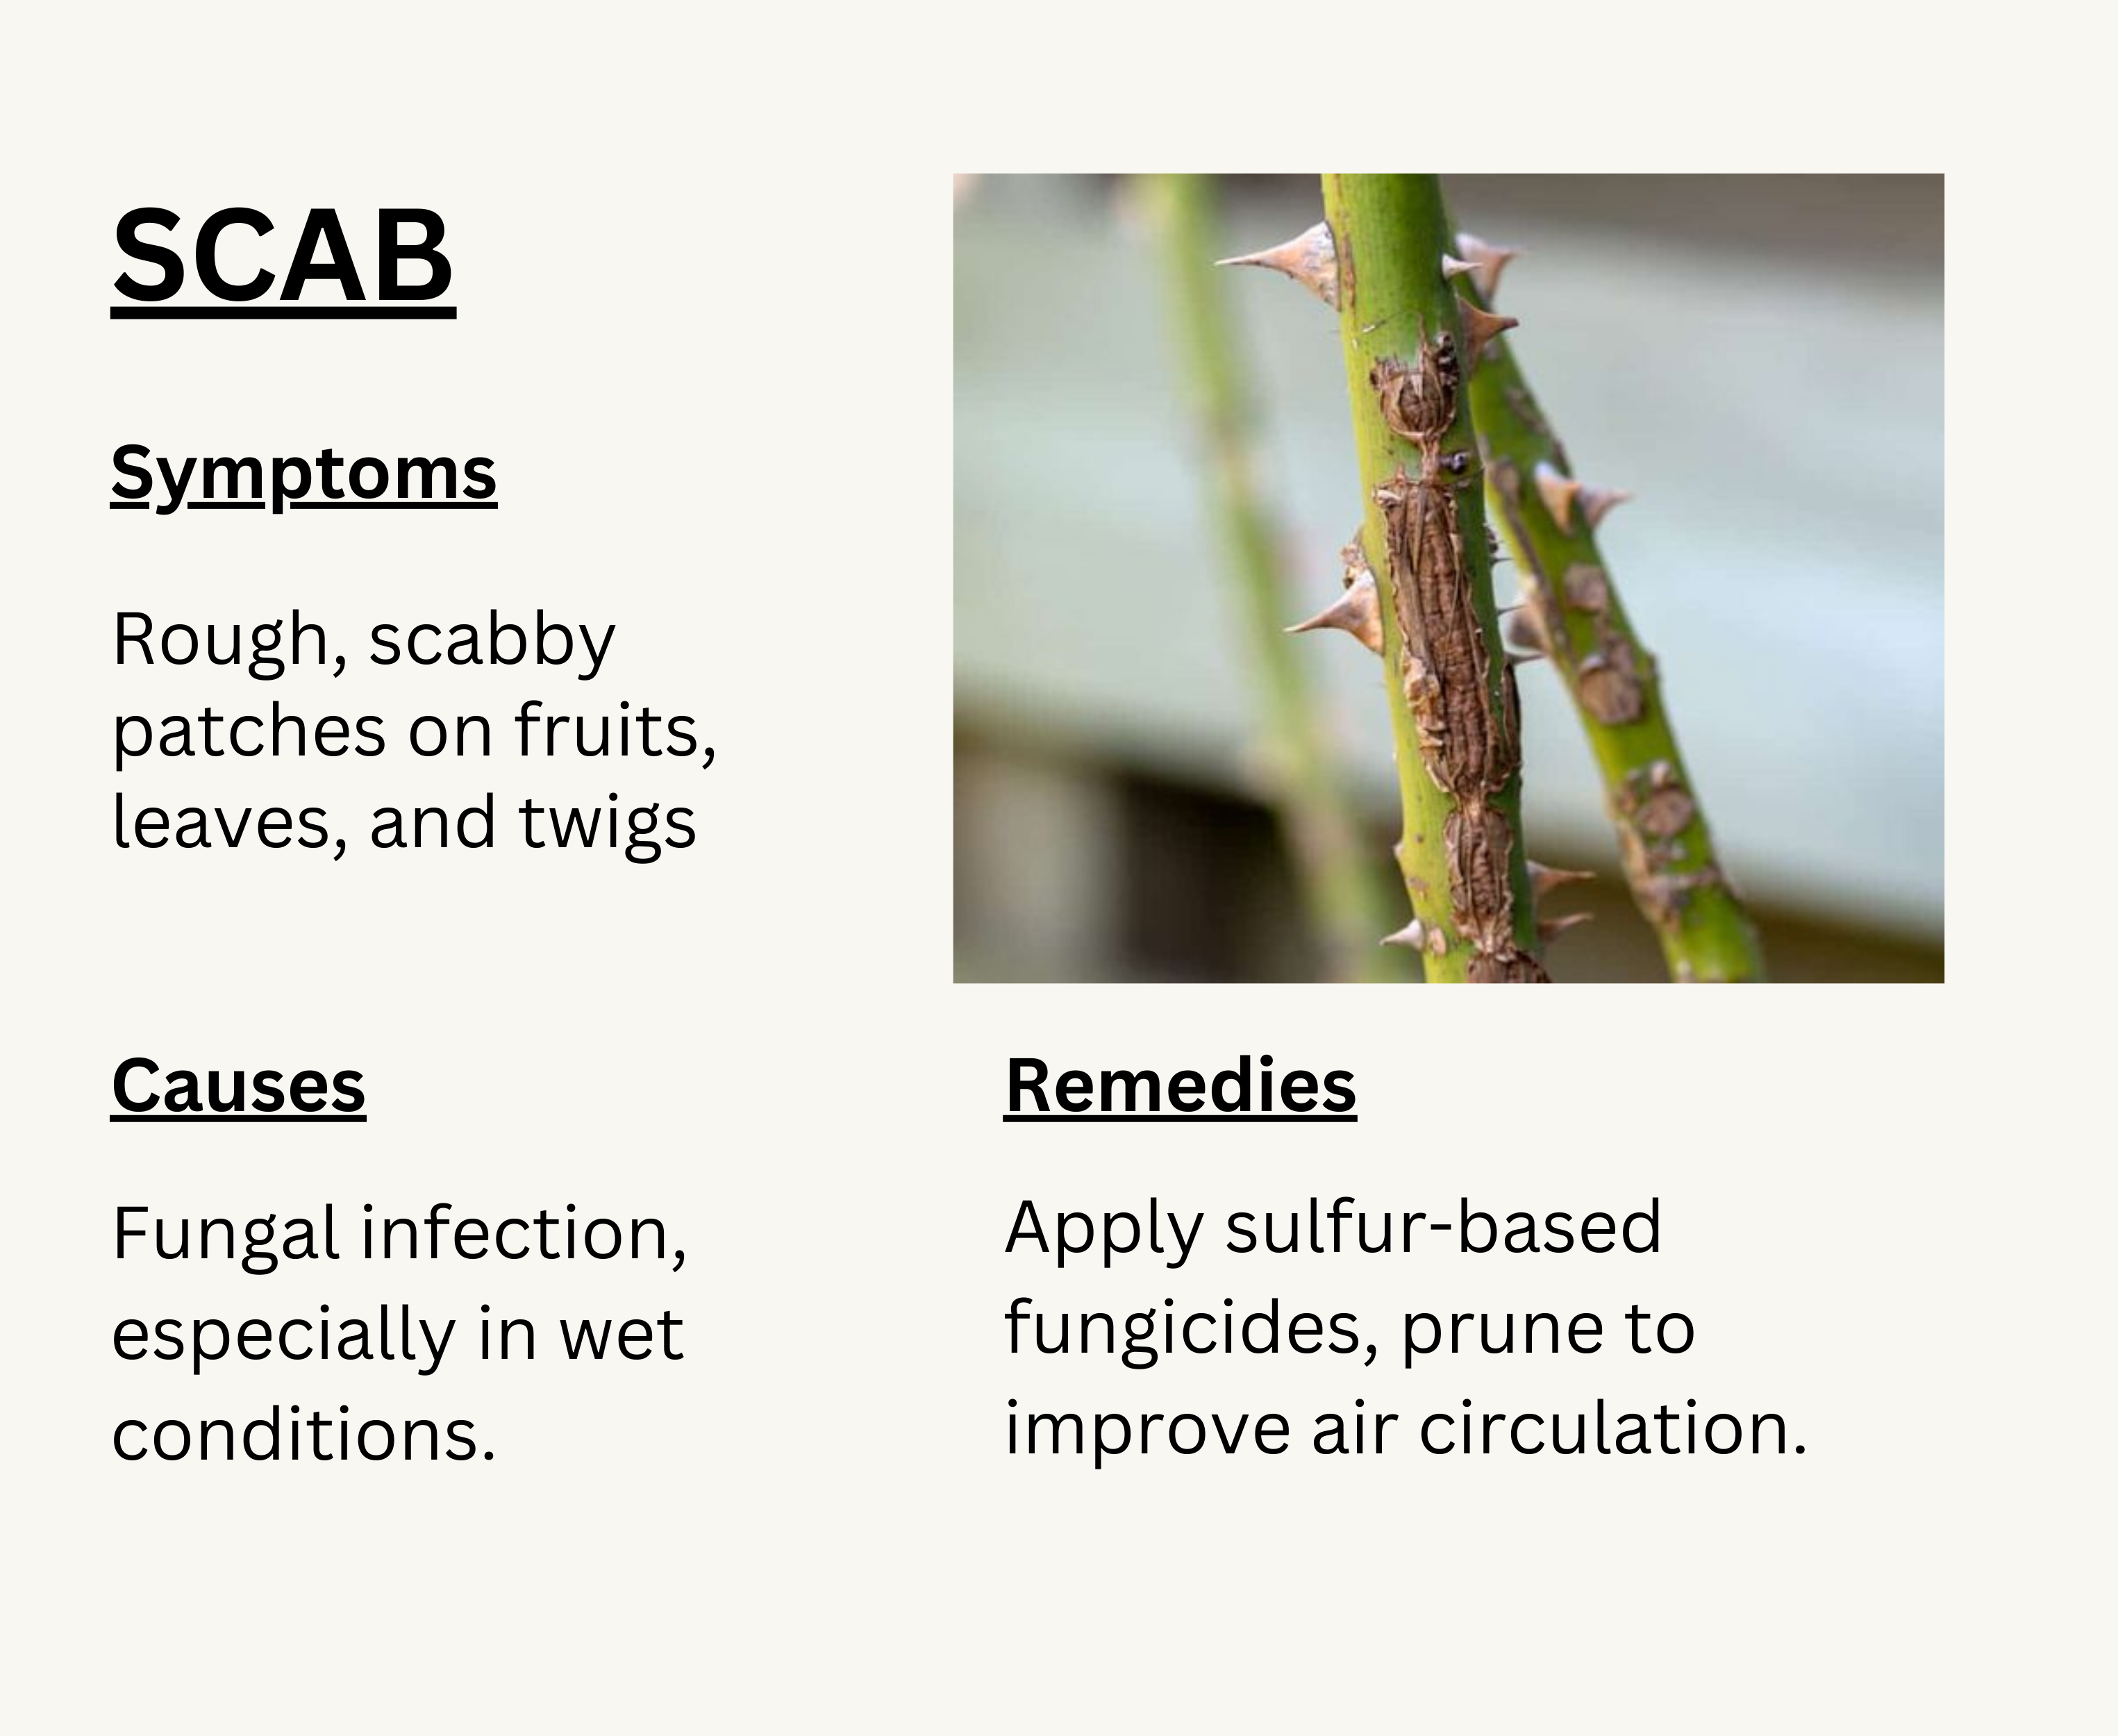 SCAB
Symptoms
Rough, scabby
patches on fruits,
leaves, and twigs
Causes
Fungal infection,
especially in wet
conditions.
Remedies
Apply sulfur-based
fungicides, prune to
improve air circulation.